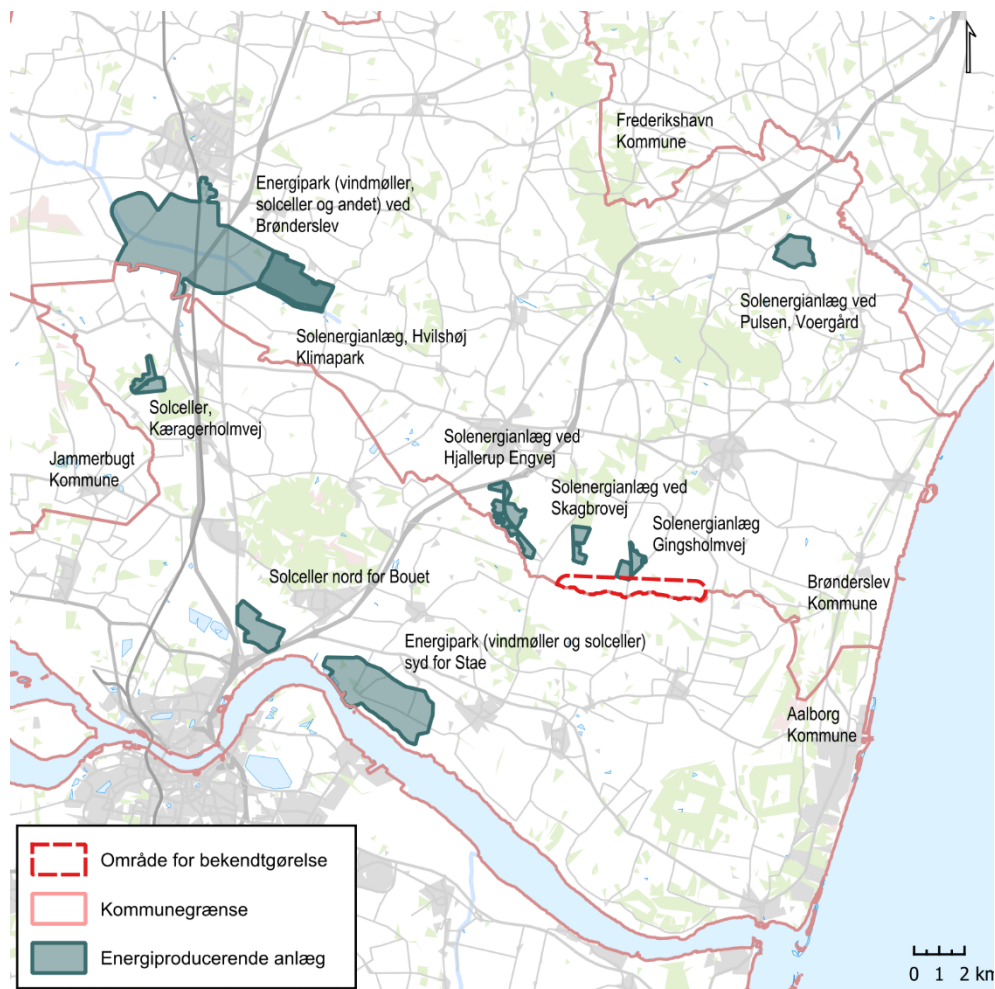 Frederikshavn
Kommune
Energipark (vindmøller,
solceller og andet) ved
Brønderslev
Solenergianlæg ved
Pulsen, Voergård
Solenergianlæg, Hvilshøj
Klimapark
Solceller,
Kæragerholmvej
Jammerbugt
Kommune
Solenergianlæg ved
Hjallerup Engvej
Solenergianlæg ved
Skagbrovej
Solenergianlæg
Gingsholmvej
Solceller nord for Bouet
Brønderslev
Kommune
Energipark (vindmøller og solceller)
syd for Stae
Aalborg
Kommune
Område for bekendtgørelse
Kommunegrænse
Energiproducerende anlæg
0 1 2 km